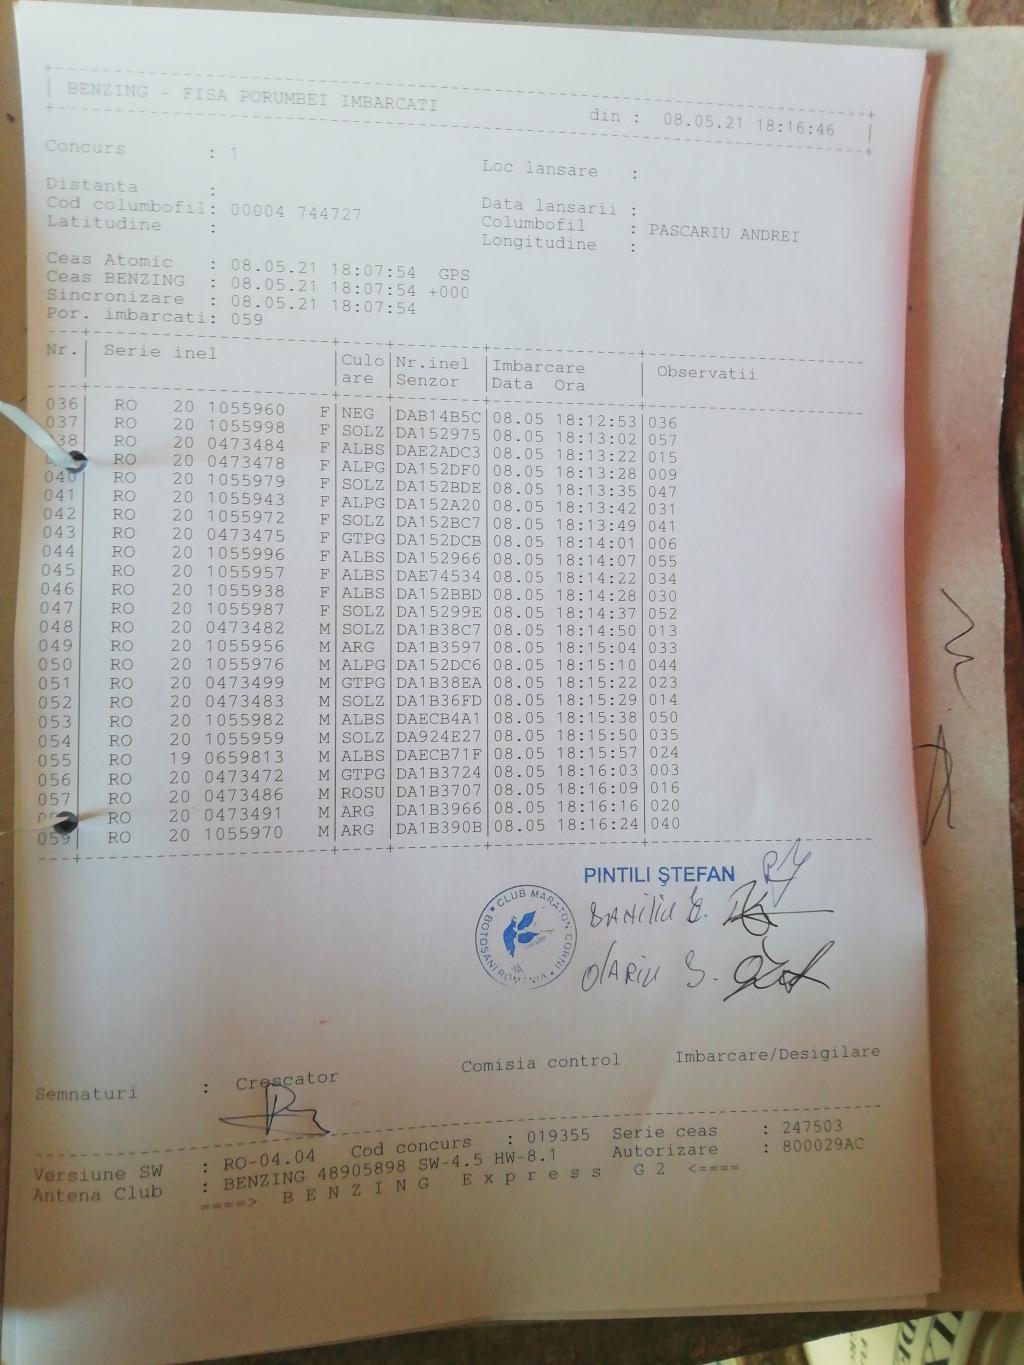 BENZING - FISA PORUMBEI IMBARCATI din : 08.05.21 18:16:46
Concurs : 1 Loc lansare :
Distanta : Data lansarii :
Cod columbofil: 00004 744727 Columbofil : PASCARIU ANDREI
Latitudine : Longitudine :
Ceas Atomic : 08.05.21 18:07:54 GPS
Ceas BENZING : 08.05.21 18:07:54 +000
Sincronizare : 08.05.21 18:07:54
Por. imbarcati: 059
Nr. Serie inel Culo Nr.inel Imbarcare Observatii
are Senzor Data Ora
036 RO 20 1055960 F NEG DAB14B5C 08.05 18:12:53 036
037 RO 20 1055998 F SOLZ DA152975 08.05 18:13:02 057
38 RO 20 0473484 F ALBS DAE2ADC3 08.05 18:13:22 015
RO 20 0473478 F ALPG DA152DF0 08.05 18:13:28 009
040 RO 20 1055979 F SOLZ DA152BDE 08.05 18:13:35 047
041 RO 20 1055943 F ALPG DA152A20 08.05 18:13:42 031
042 RO 20 1055972 F SOLZ DA152BC7 08.05 18:13:49 041
043 RO 20 0473475 F GTPG DA152DCB 08.05 18:14:01 006
044 RO 20 1055996 F ALBS DA152966 08.05 18:14:07 055
045 RO 20 1055957 F ALBS DAE74534 08.05 18:14:22 034
046 RO 20 1055938 F ALBS DA152BBD 08.05 18:14:28 030
047 RO 20 1055987 F SOLZ DA15299E 08.05 18:14:37 052
048 RO 20 0473482 M SOLZ DA1B38C7 08.05 18:14:50 013
049 RO 20 1055956 M ARG DA1B3597 08.05 18:15:04 033
050 RO 20 1055976 M ALPG DA152DC6 08.05 18:15:10 044
051 RO 20 0473499 M GTPG DA1B38EA 08.05 18:15:22 023
052 RO 20 0473483 M SOLZ DA1B36FD 08.05 18:15:29 014
053 RO 20 1055982 M ALBS DAECB4A1 08.05 18:15:38 050
054 RO 20 1055959 M SOLZ DA924E27 08.05 18:15:50 035
055 RO 19 0659813 M ALBS DAECB71F 08.05 18:15:57 024
056 RO 20 0473472 M GTPG DA1B3724 08.05 18:16:03 003
057 RO 20 0473486 M ROSU DA1B3707 08.05 18:16:09 016
RO 20 0473491 M ARG DA1B3966 08.05 18:16:16 020
059 RO 20 1055970 M ARG DA1B390B 08.05 18:16:24 040
PINTILI ŞTEFAN
CLUB MARATON CORNI
BOTOSANI ROMANIA
DANILIU E.
OLARIU S.
Semnaturi : Crescator Comisia control Imbarcare/Desigilare
Versiune SW : RO-04.04 Cod concurs : 019355 Serie ceas : 247503
Antena Club : BENZING 48905898 SW-4.5 HW-8.1 Autorizare : 800029AC
====> B E N Z I N G E x p r e s s G 2 <====